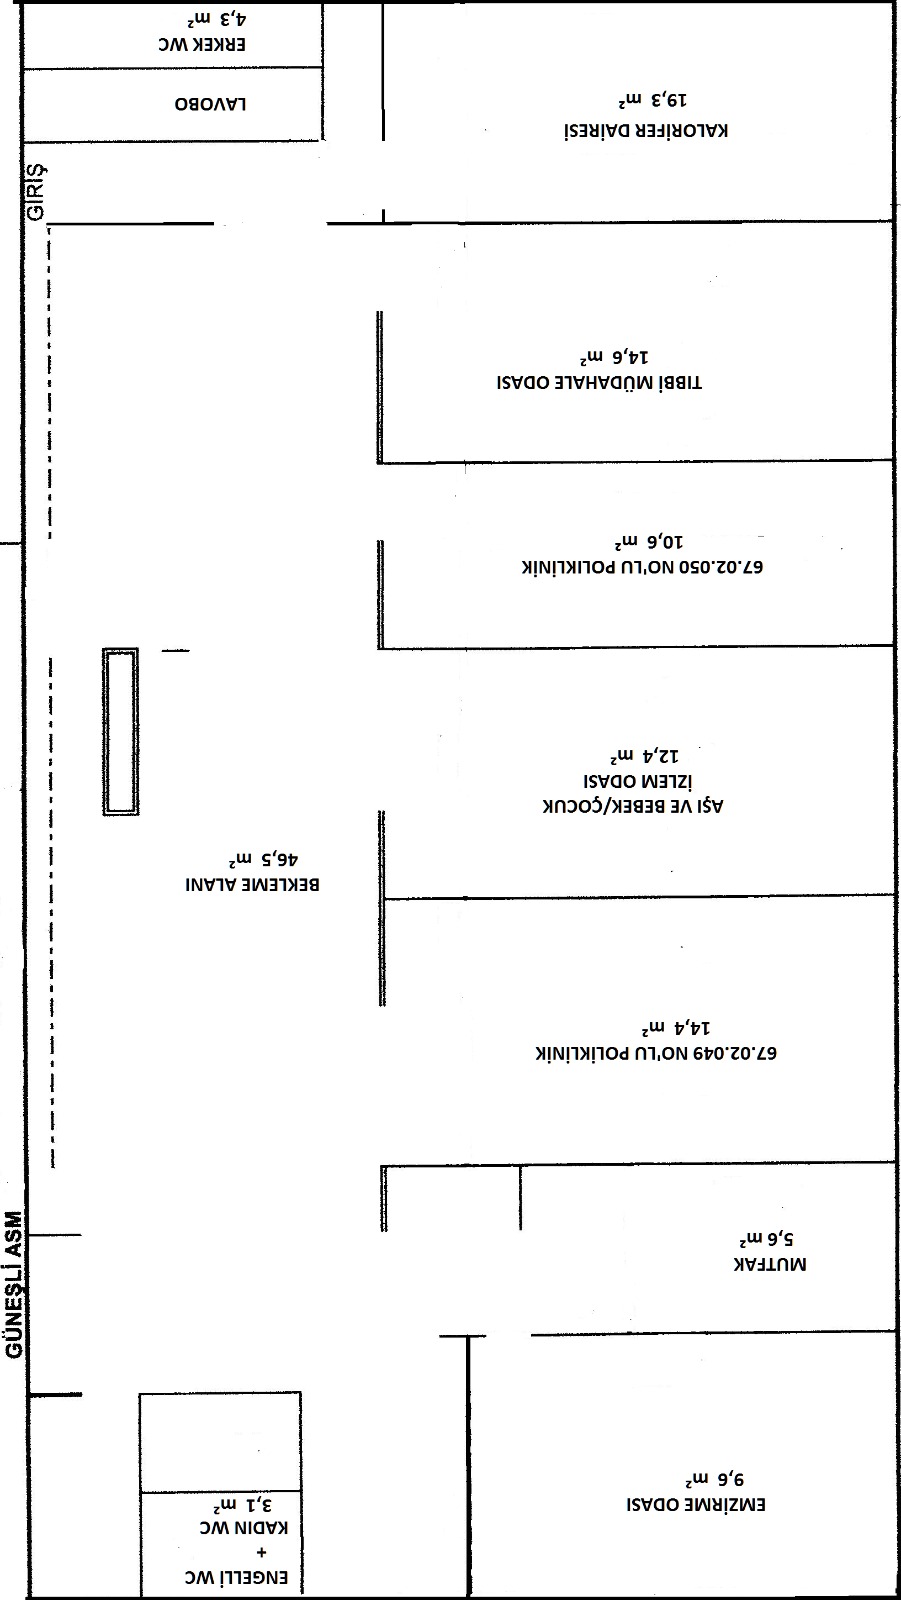 ENGELLİ WC
+
KADIN WC
3,1 m²
EMZİRME ODASI
9,6 m²
GÜNEŞLİ ASM
MUTFAK
5,6 m²
67.02.049 NO'LU POLİKLİNİK
14,4 m²
BEKLEME ALANI
46,5 m²
AŞI VE BEBEK/ÇOCUK
İZLEM ODASI
12,4 m²
67.02.050 NO'LU POLIKLİNİK
10,6 m²
TIBBİ MÜDAHALE ODASI
14,6 m²
GİRİŞ
KALORİFER DAİRESİ
19,3 m²
LAVOBO
ERKEK WC
4,3 m²